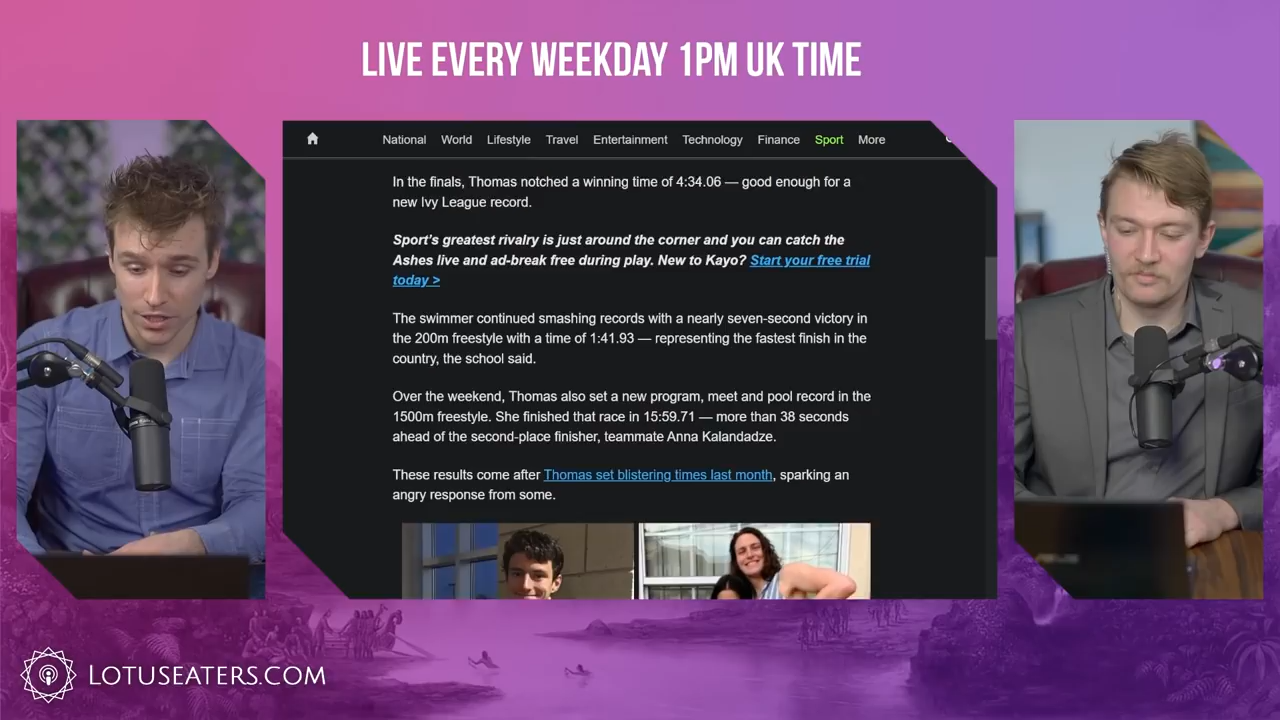 LIVE EVERY WEEKDAY 1PM UK TIME
National World Lifestyle Travel Entertainment Technology Finance Sport More
In the finals, Thomas notched a winning time of 4:34.06 — good enough for a
new Ivy League record.
Sport's greatest rivalry is just around the corner and you can catch the
Ashes live and ad-break free during play. New to Kayo? Start your free trial
today >
The swimmer continued smashing records with a nearly seven-second victory in
the 200m freestyle with a time of 1:41.93 — representing the fastest finish in the
country, the school said.
Over the weekend, Thomas also set a new program, meet and pool record in the
1500m freestyle. She finished that race in 15:59.71 — more than 38 seconds
ahead of the second-place finisher, teammate Anna Kalandadze.
These results come after Thomas set blistering times last month, sparking an
angry response from some.
LOTUSEATERS.COM